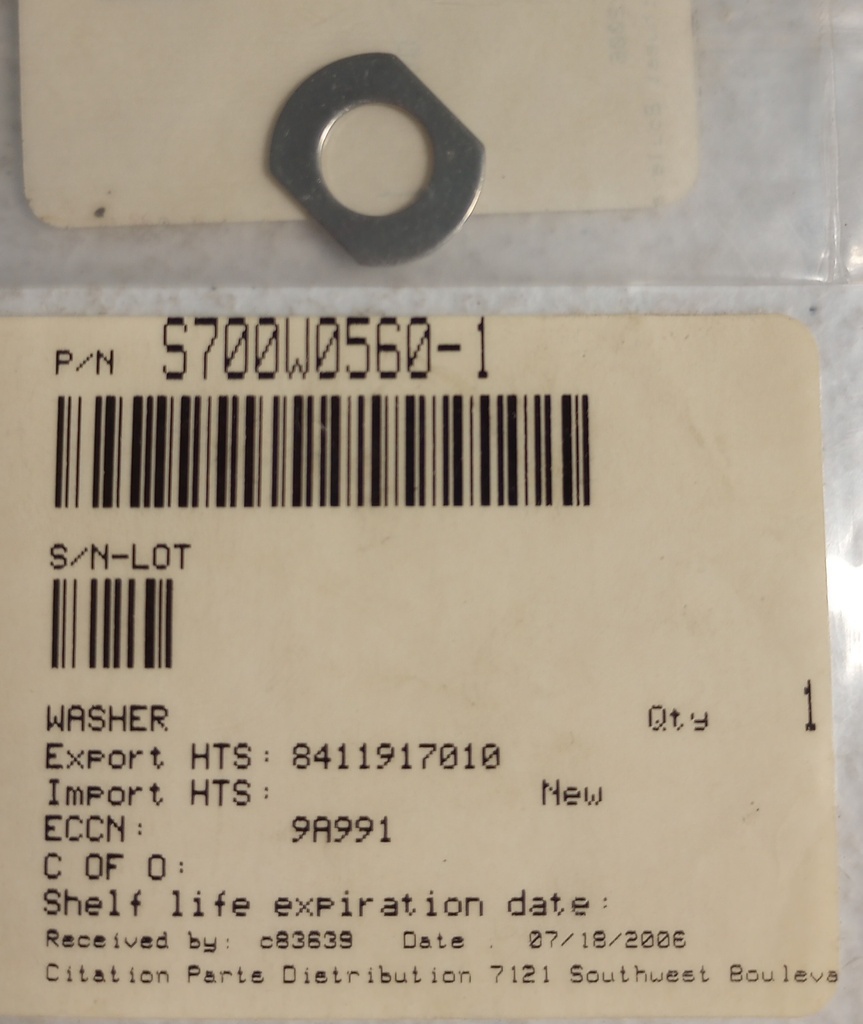 P/N S700W0560-1
S/N-LOT
WASHER Qty 1
Export HTS: 8411917010
Import HTS: New
ECCN: 9A991
C OF O:
Shelf life expiration date:
Received by: c83639 Date . 07/18/2006
Citation Parts Distribution 7121 Southwest Bouleva